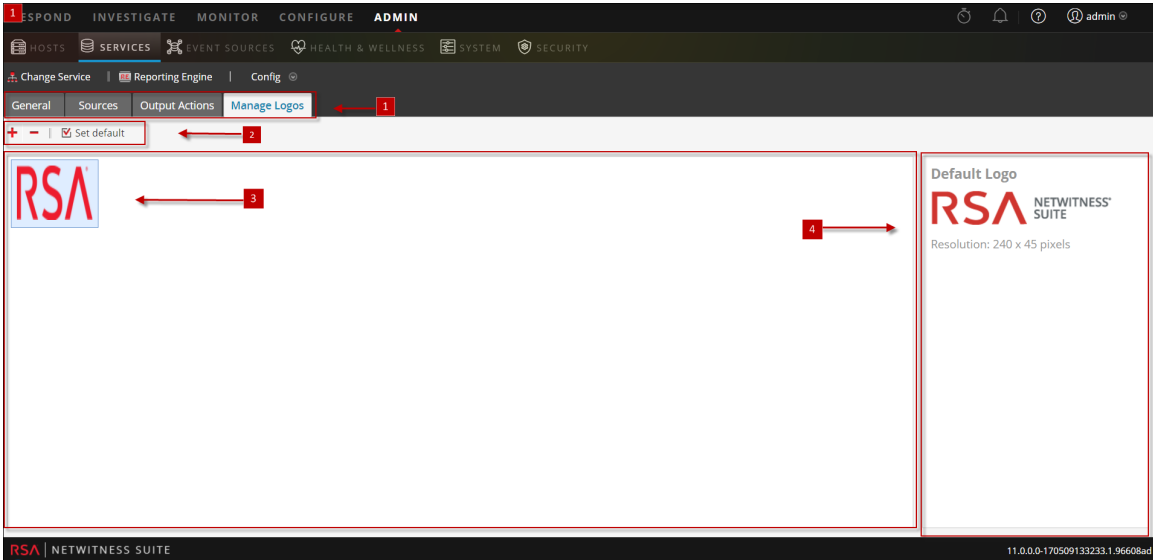 1 ESPOND INVESTIGATE MONITOR CONFIGURE ADMIN admin
HOSTS SERVICES EVENT SOURCES HEALTH & WELLNESS SYSTEM SECURITY
Change Service Reporting Engine Config
General Sources Output Actions Manage Logos 1
Set default 2
RSA 3
4
Default Logo
RSA NETWITNESS® SUITE
Resolution: 240 x 45 pixels
RSA NETWITNESS SUITE 11.0.0.0-170509133233.1.96608ad